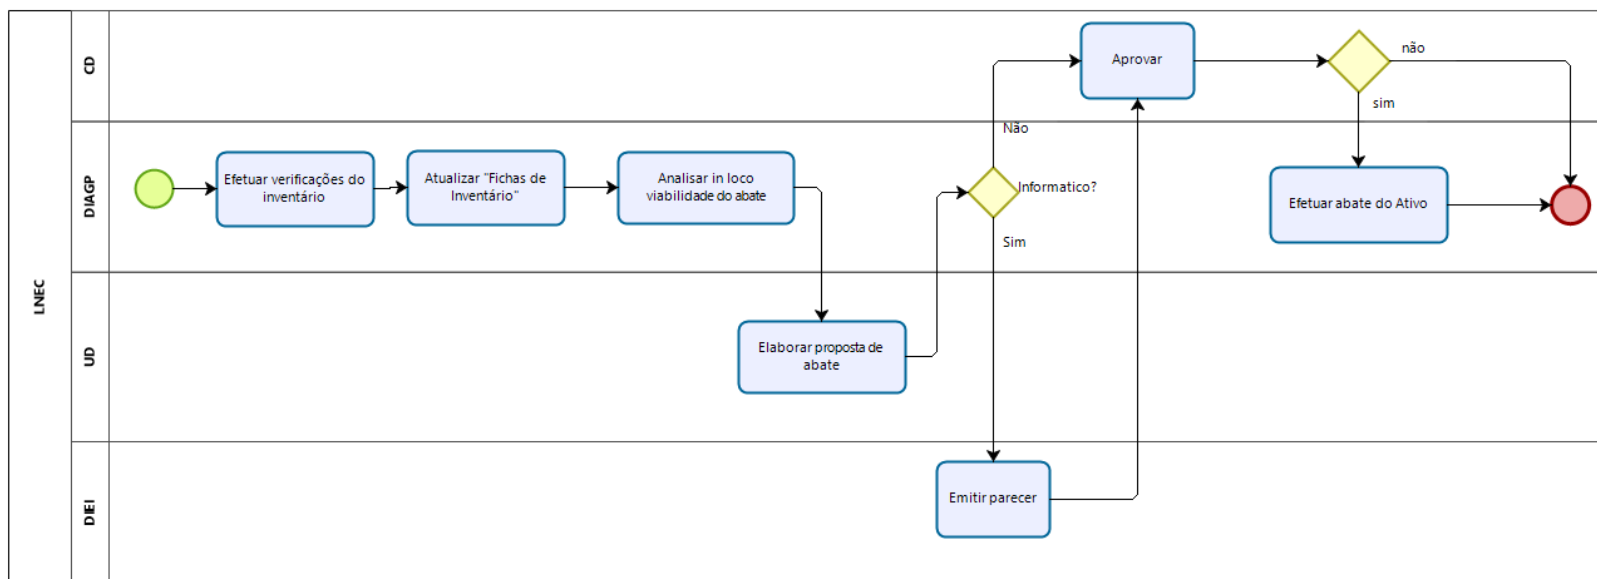 LNEC
CD
Aprovar
não
sim
DIAGP
Efetuar verificações do
inventário
Atualizar "Fichas de
Inventário"
Analisar in loco
viabilidade do abate
Não
Informatico?
Sim
Efetuar abate do Ativo
UD
Elaborar proposta de
abate
DIEI
Emitir parecer